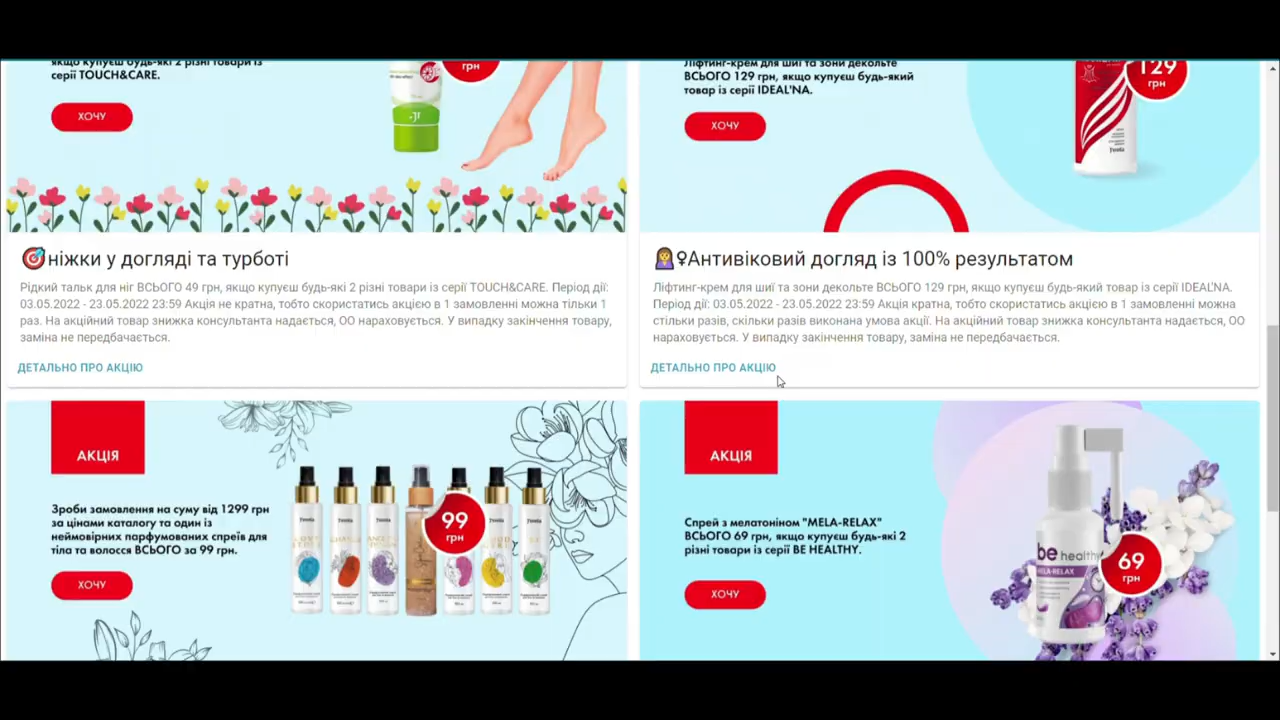 якщо купуєш будь-які 2 різні товари із
серії TOUCH&CARE.
ХОЧУ
грн
Ліфтинг-крем для шиї та зони декольте
ВСЬОГО 129 грн, якщо купуєш будь-який
товар із серії IDEAL'NA.
ХОЧУ
129
грн
ніжки у догляді та турботі
Рідкий тальк для ніг ВСЬОГО 49 грн, якщо купуєш будь-які 2 різні товари із серії TOUCH&CARE. Період дії:
03.05.2022 - 23.05.2022 23:59 Акція не кратна, тобто скористатись акцією в 1 замовленні можна тільки 1
раз. На акційний товар знижка консультанта надається, ОО нараховується. У випадку закінчення товару,
заміна не передбачається.
ДЕТАЛЬНО ПРО АКЦІЮ
Антивіковий догляд із 100% результатом
Ліфтинг-крем для шиї та зони декольте ВСЬОГО 129 грн, якщо купуєш будь-який товар із серії IDEAL'NA.
Період дії: 03.05.2022 - 23.05.2022 23:59 Акція кратна, тобто скористатись акцією в 1 замовленні можна
стільки разів, скільки разів виконана умова акції. На акційний товар знижка консультанта надається, ОО
нараховується. У випадку закінчення товару, заміна не передбачається.
ДЕТАЛЬНО ПРО АКЦІЮ
АКЦІЯ
Зроби замовлення на суму від 1299 грн
за цінами каталогу та один із
неймовірних парфумованих спреїв для
тіла та волосся ВСЬОГО за 99 грн.
ХОЧУ
99
грн
АКЦІЯ
Спрей з мелатоніном "MELA-RELAX"
ВСЬОГО 69 грн, якщо купуєш будь-які 2
різні товари із серії BE HEALTHY.
ХОЧУ
be healthy
MELA-RELAX
69
грн